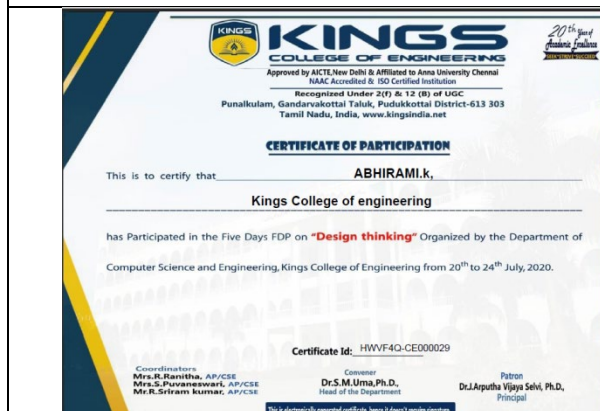 KINGS
KINGS
COLLEGE OF ENGINEERING
20th Year of
Academic Excellence
Approved by AICTE,New Delhi & Affiliated to Anna University Chennai
NAAC Accredited & ISO Certified Institution
Recognized Under 2(f) & 12 (B) of UGC
Punalkulam, Gandarvakottai Taluk, Pudukkottai District-613 303
Tamil Nadu, India, www.kingsindia.net
CERTIFICATE OF PARTICIPATION
This is to certify that ABHIRAMI.k,
Kings College of engineering
has Participated in the Five Days FDP on "Design thinking" Organized by the Department of
Computer Science and Engineering, Kings College of Engineering from 20th to 24th July, 2020.
Certificate Id: HWVF4Q-CE000029
Coordinators
Mrs.R.Ranitha, AP/CSE
Mrs.S.Puvaneswari, AP/CSE
Mr.R.Sriram kumar, AP/CSE
Convener
Dr.S.M.Uma,Ph.D.,
Head of the Department
Patron
Dr.J.Arputha Vijaya Selvi, Ph.D.,
Principal
This is electronically generated certificate, hence it doesn't require signature